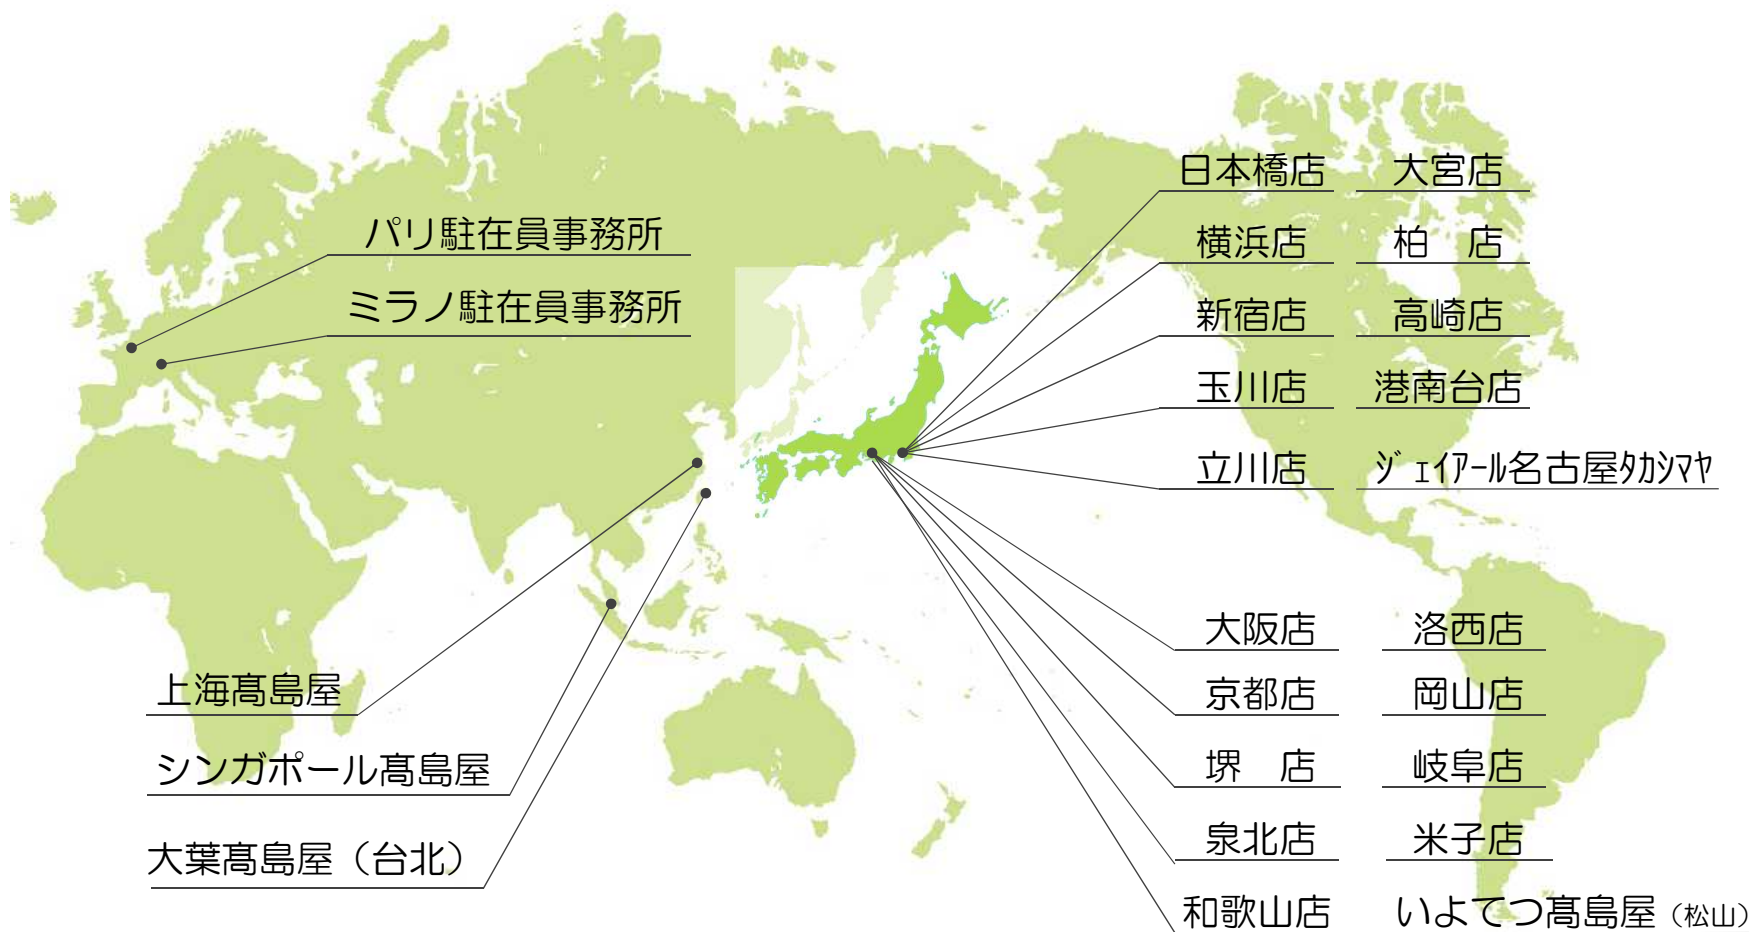 日本橋店 大宮店
パリ駐在員事務所
横浜店 柏　店
ミラノ駐在員事務所
新宿店 高崎店
玉川店 港南台店
立川店 ｼﾞｪｲｱｰﾙ名古屋ﾀｶｼﾏﾔ
大阪店 洛西店
上海髙島屋
京都店 岡山店
シンガポール髙島屋
堺　店 岐阜店
大葉髙島屋（台北）
泉北店 米子店
和歌山店 いよてつ髙島屋（松山）